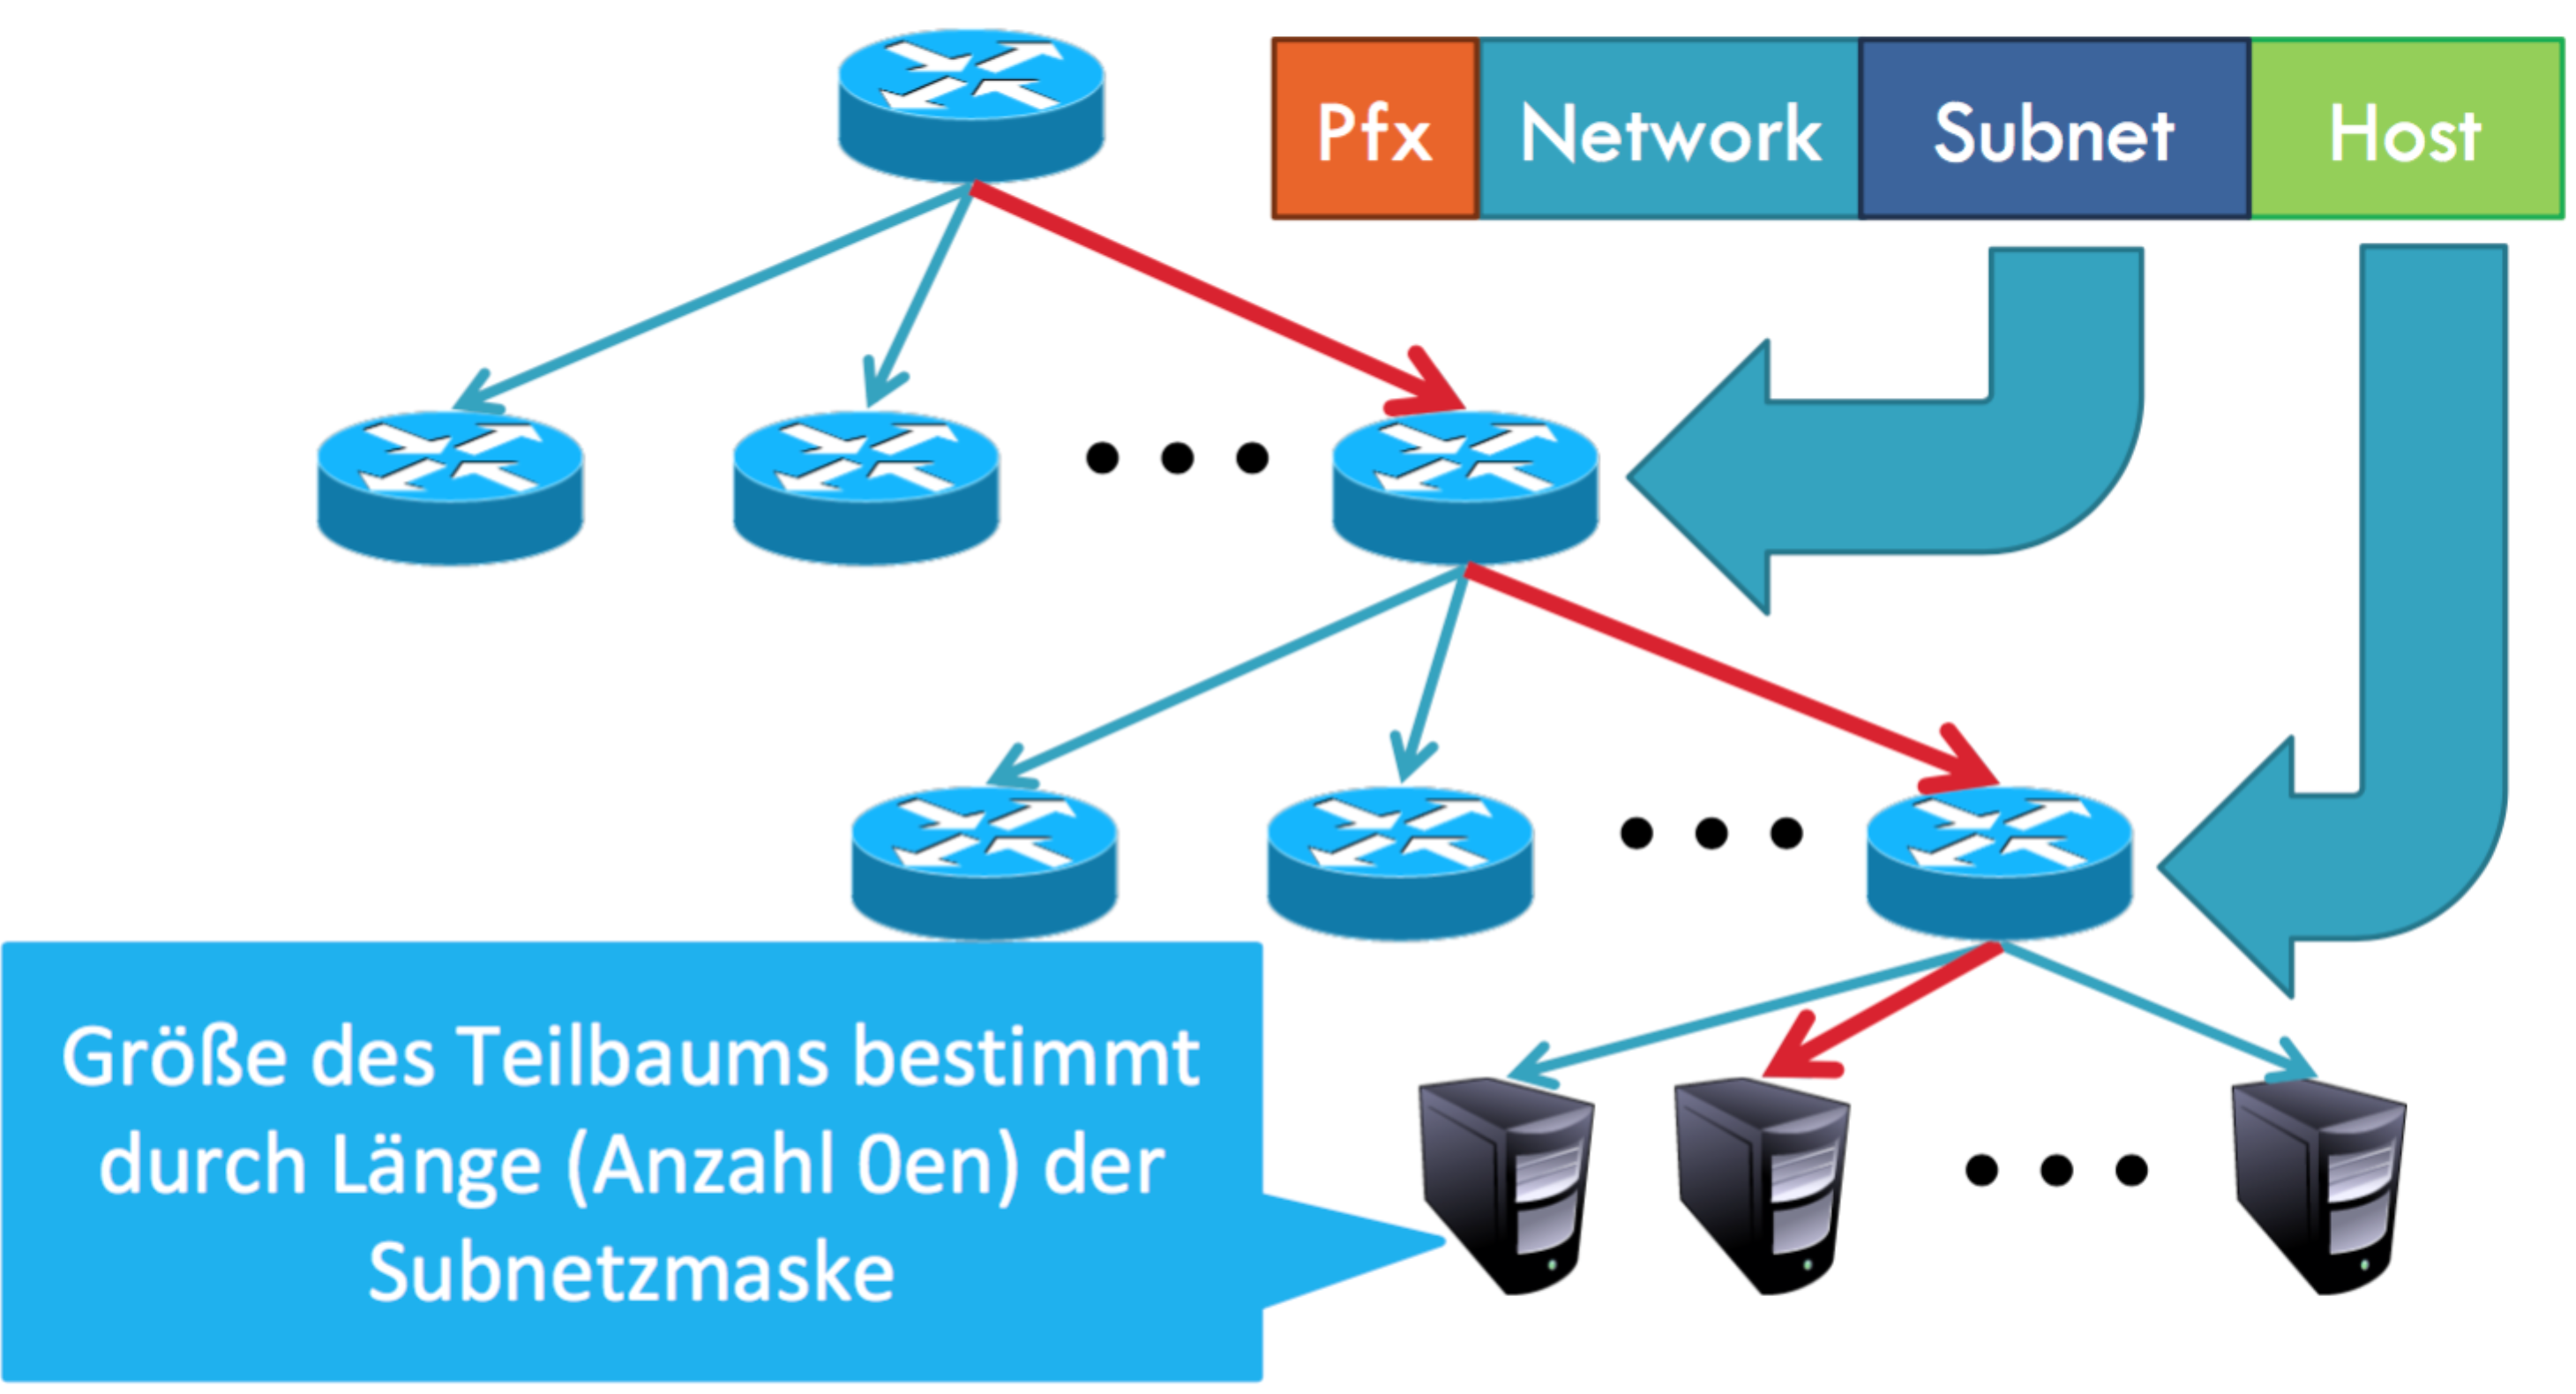 Pfx Network Subnet Host
Größe des Teilbaums bestimmt
durch Länge (Anzahl 0en) der
Subnetzmaske